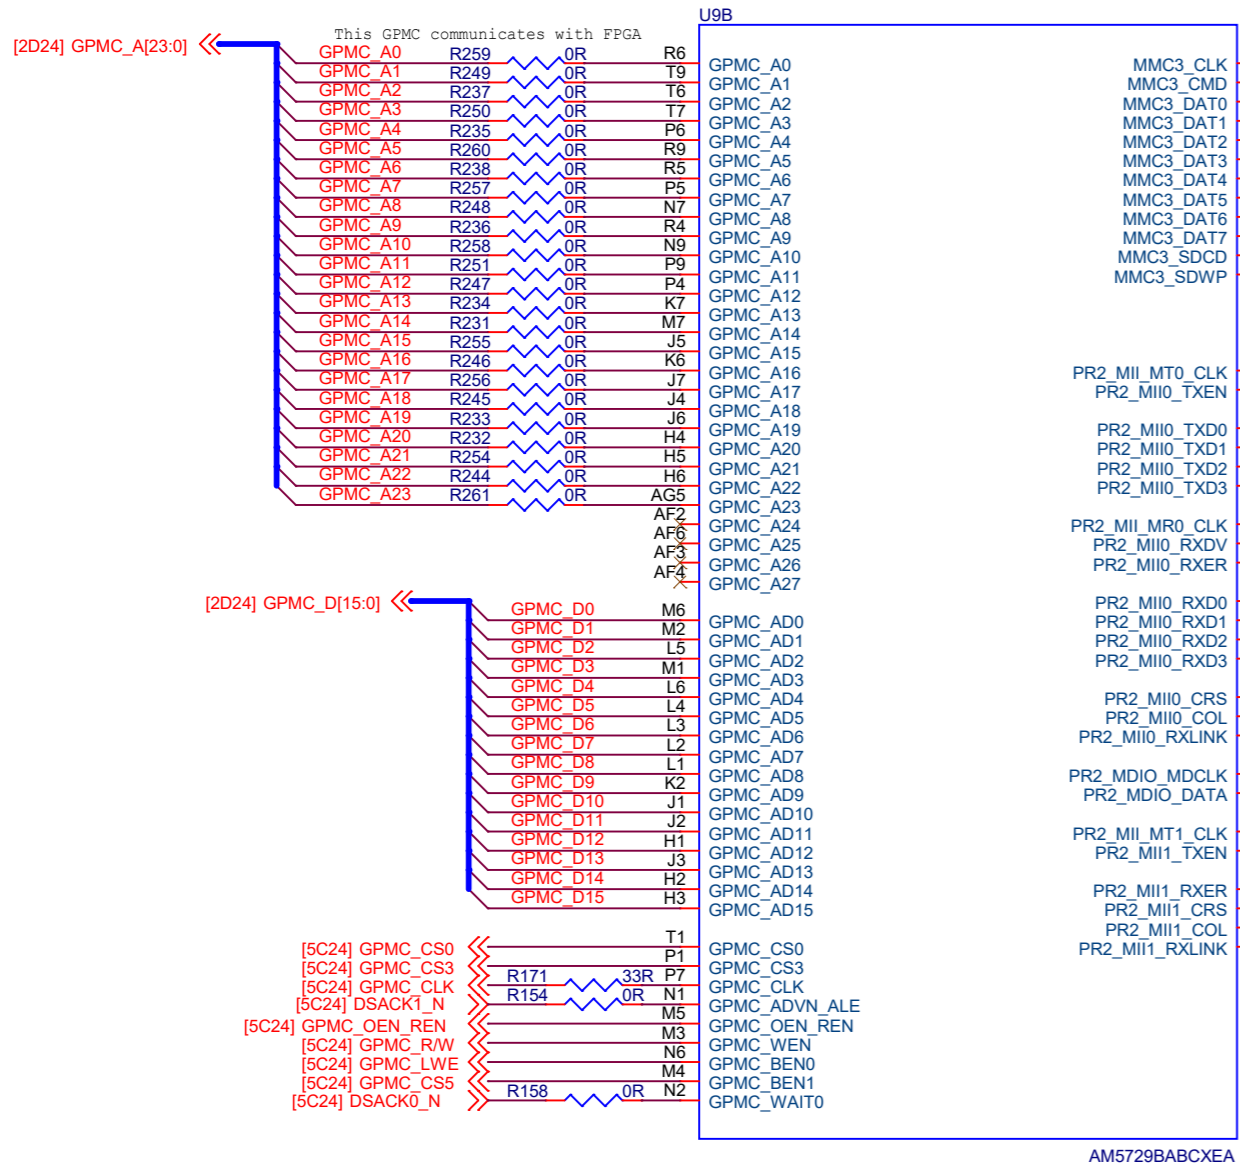 U9B
This GPMC communicates with FPGA
[2D24] GPMC_A[23:0]
GPMC_A0 R259 0R R6 GPMC_A0 MMC3_CLK
GPMC_A1 R249 0R T9 GPMC_A1 MMC3_CMD
GPMC_A2 R237 0R T6 GPMC_A2 MMC3_DAT0
GPMC_A3 R250 0R T7 GPMC_A3 MMC3_DAT1
GPMC_A4 R235 0R P6 GPMC_A4 MMC3_DAT2
GPMC_A5 R260 0R R9 GPMC_A5 MMC3_DAT3
GPMC_A6 R238 0R R5 GPMC_A6 MMC3_DAT4
GPMC_A7 R257 0R P5 GPMC_A7 MMC3_DAT5
GPMC_A8 R248 0R N7 GPMC_A8 MMC3_DAT6
GPMC_A9 R236 0R R4 GPMC_A9 MMC3_DAT7
GPMC_A10 R258 0R N9 GPMC_A10 MMC3_SDCD
GPMC_A11 R251 0R P9 GPMC_A11 MMC3_SDWP
GPMC_A12 R247 0R P4 GPMC_A12
GPMC_A13 R234 0R K7 GPMC_A13
GPMC_A14 R231 0R M7 GPMC_A14
GPMC_A15 R255 0R J5 GPMC_A15
GPMC_A16 R246 0R K6 GPMC_A16 PR2_MII_MT0_CLK
GPMC_A17 R256 0R J7 GPMC_A17 PR2_MII0_TXEN
GPMC_A18 R245 0R J4 GPMC_A18
GPMC_A19 R233 0R J6 GPMC_A19 PR2_MII0_TXD0
GPMC_A20 R232 0R H4 GPMC_A20 PR2_MII0_TXD1
GPMC_A21 R254 0R H5 GPMC_A21 PR2_MII0_TXD2
GPMC_A22 R244 0R H6 GPMC_A22 PR2_MII0_TXD3
GPMC_A23 R261 0R AG5 GPMC_A23
AF2 GPMC_A24 PR2_MII_MR0_CLK
AF6 GPMC_A25 PR2_MII0_RXDV
AF3 GPMC_A26 PR2_MII0_RXER
AF4 GPMC_A27
[2D24] GPMC_D[15:0] PR2_MII0_RXD0
GPMC_D0 M6 GPMC_AD0 PR2_MII0_RXD1
GPMC_D1 M2 GPMC_AD1 PR2_MII0_RXD2
GPMC_D2 L5 GPMC_AD2 PR2_MII0_RXD3
GPMC_D3 M1 GPMC_AD3
GPMC_D4 L6 GPMC_AD4 PR2_MII0_CRS
GPMC_D5 L4 GPMC_AD5 PR2_MII0_COL
GPMC_D6 L3 GPMC_AD6 PR2_MII0_RXLINK
GPMC_D7 L2 GPMC_AD7
GPMC_D8 L1 GPMC_AD8 PR2_MDIO_MDCLK
GPMC_D9 K2 GPMC_AD9 PR2_MDIO_DATA
GPMC_D10 J1 GPMC_AD10
GPMC_D11 J2 GPMC_AD11 PR2_MII_MT1_CLK
GPMC_D12 H1 GPMC_AD12 PR2_MII1_TXEN
GPMC_D13 J3 GPMC_AD13
GPMC_D14 H2 GPMC_AD14 PR2_MII1_RXER
GPMC_D15 H3 GPMC_AD15 PR2_MII1_CRS
PR2_MII1_COL
[5C24] GPMC_CS0 T1 GPMC_CS0 PR2_MII1_RXLINK
[5C24] GPMC_CS3 P1 GPMC_CS3
[5C24] GPMC_CLK R171 33R P7 GPMC_CLK
[5C24] DSACK1_N R154 0R N1 GPMC_ADVN_ALE
[5C24] GPMC_OEN_REN M5 GPMC_OEN_REN
[5C24] GPMC_R/W M3 GPMC_WEN
[5C24] GPMC_LWE N6 GPMC_BEN0
[5C24] GPMC_CS5 M4 GPMC_BEN1
[5C24] DSACK0_N R158 0R N2 GPMC_WAIT0
AM5729BABCXEA